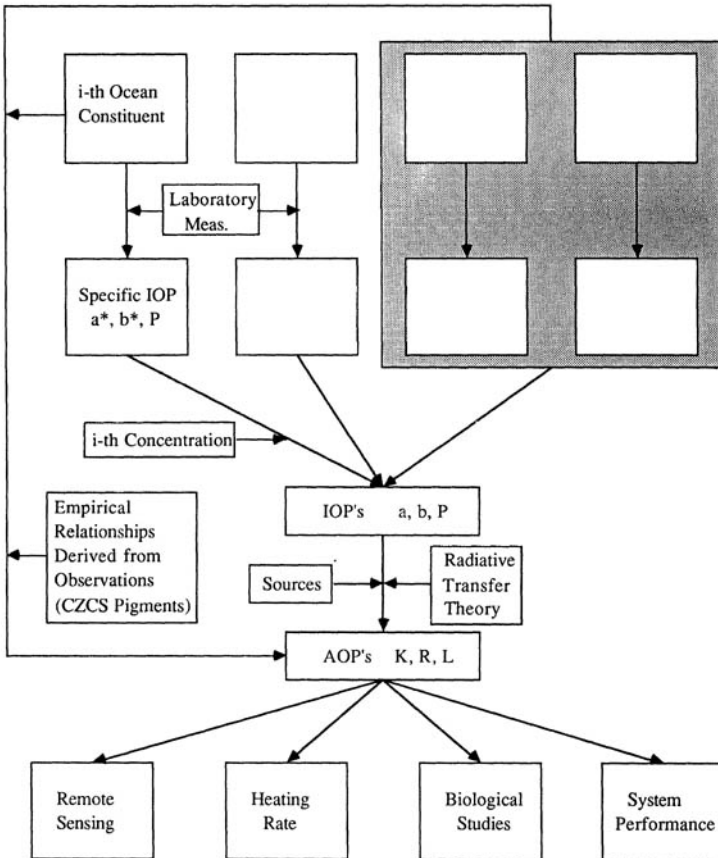 i-th Ocean
Constituent
Laboratory
Meas.
Specific IOP
a*, b*, P
i-th Concentration
IOP's a, b, P
Empirical
Relationships
Derived from
Observations
(CZCS Pigments)
Sources
Radiative
Transfer
Theory
AOP's K, R, L
Remote
Sensing
Heating
Rate
Biological
Studies
System
Performance